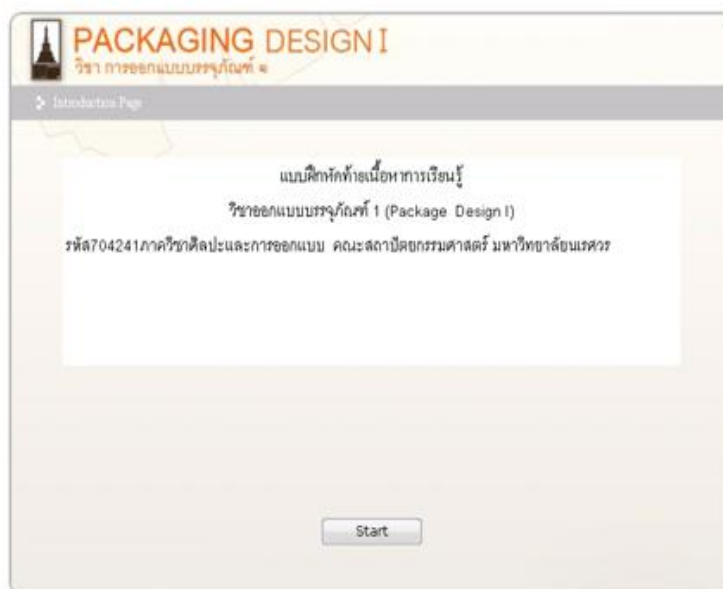 PACKAGING DESIGN I
วิชา การออกแบบบรรจุภัณฑ์ ๑
Introduction Page
แบบฝึกหัดท้ายเนื้อหาการเรียนรู้
วิชาออกแบบบรรจุภัณฑ์ 1 (Package Design I)
รหัส704241ภาควิชาศิลปะและการออกแบบ คณะสถาปัตยกรรมศาสตร์ มหาวิทยาลัยนเรศวร
Start